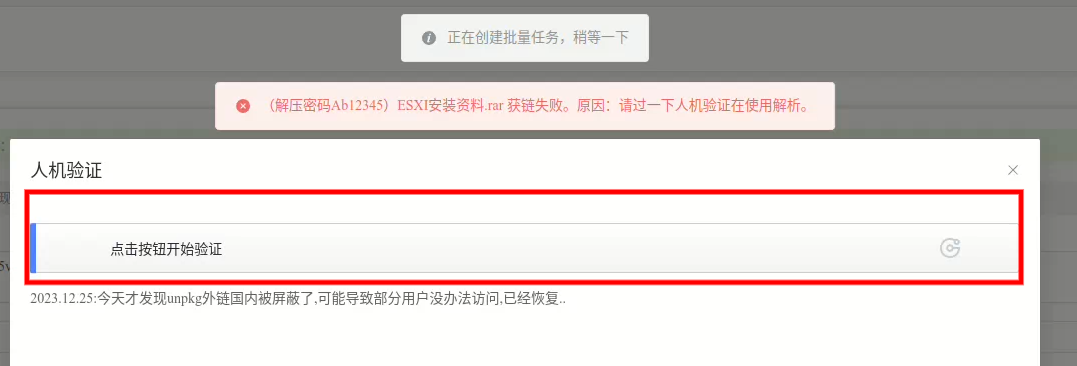 正在创建批量任务，稍等一下
（解压密码Ab12345）ESXI安装资料.rar 获链失败。原因：请过一下人机验证在使用解析。
人机验证
现
点击按钮开始验证
5v
2023.12.25:今天才发现unpkg外链国内被屏蔽了,可能导致部分用户没办法访问,已经恢复..